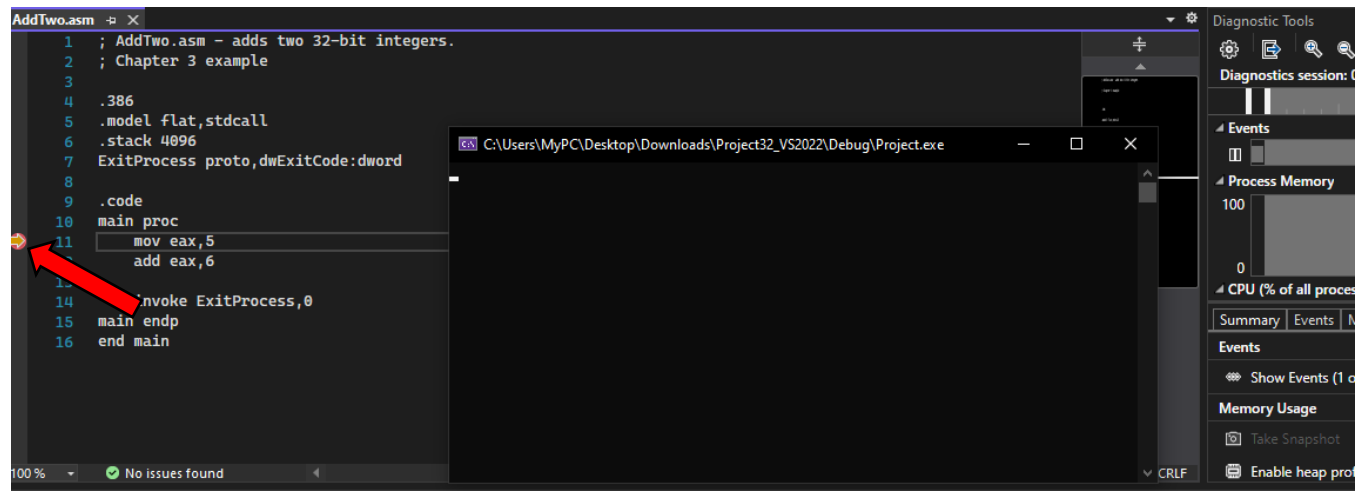 AddTwo.asm
1 ; AddTwo.asm - adds two 32-bit integers.
2 ; Chapter 3 example
3
4 .386
5 .model flat,stdcall
6 .stack 4096
7 ExitProcess proto,dwExitCode:dword
8
9 .code
10 main proc
11 mov eax,5
add eax,6
14 nvoke ExitProcess,0
15 main endp
16 end main
100 %
No issues found
CRLF
C:\Users\MyPC\Desktop\Downloads\Project32_VS2022\Debug\Project.exe
Diagnostic Tools
Diagnostics session: 0
Events
Process Memory
100
0
CPU (% of all proces
Summary Events M
Events
Show Events (1 o
Memory Usage
Take Snapshot
Enable heap prof